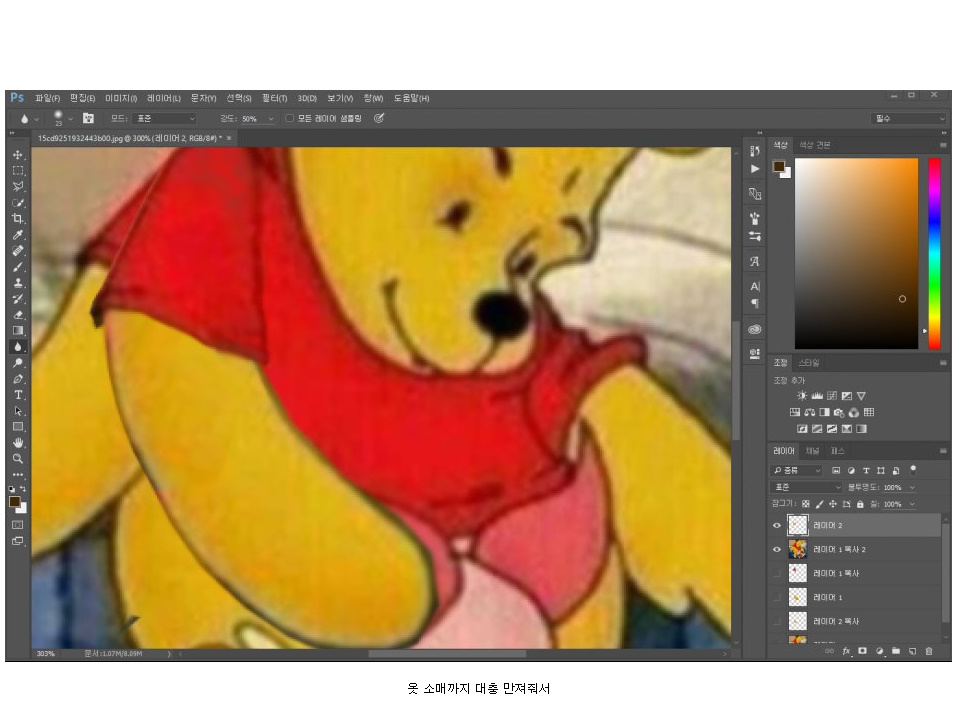 Ps 파일(F) 편집(E) 이미지(I) 레이어(L) 문자(Y) 선택(S) 필터(T) 3D(D) 보기(V) 창(W) 도움말(H)
23 모드: 표준 강도: 50% 모든 레이어 샘플링 필수
15cd9251932443b00.jpg @ 300% (레이어 2, RGB/8#) *
색상 색상 견본
조정 스타일
조정 추가
레이어 채널 패스
종류
표준 불투명도: 100%
잠그기: 칠: 100%
레이어 2
레이어 1 복사 2
레이어 1 복사
레이어 1
레이어 2 복사
303% 문서:1.07M/8.09M
옷 소매까지 대충 만져줘서